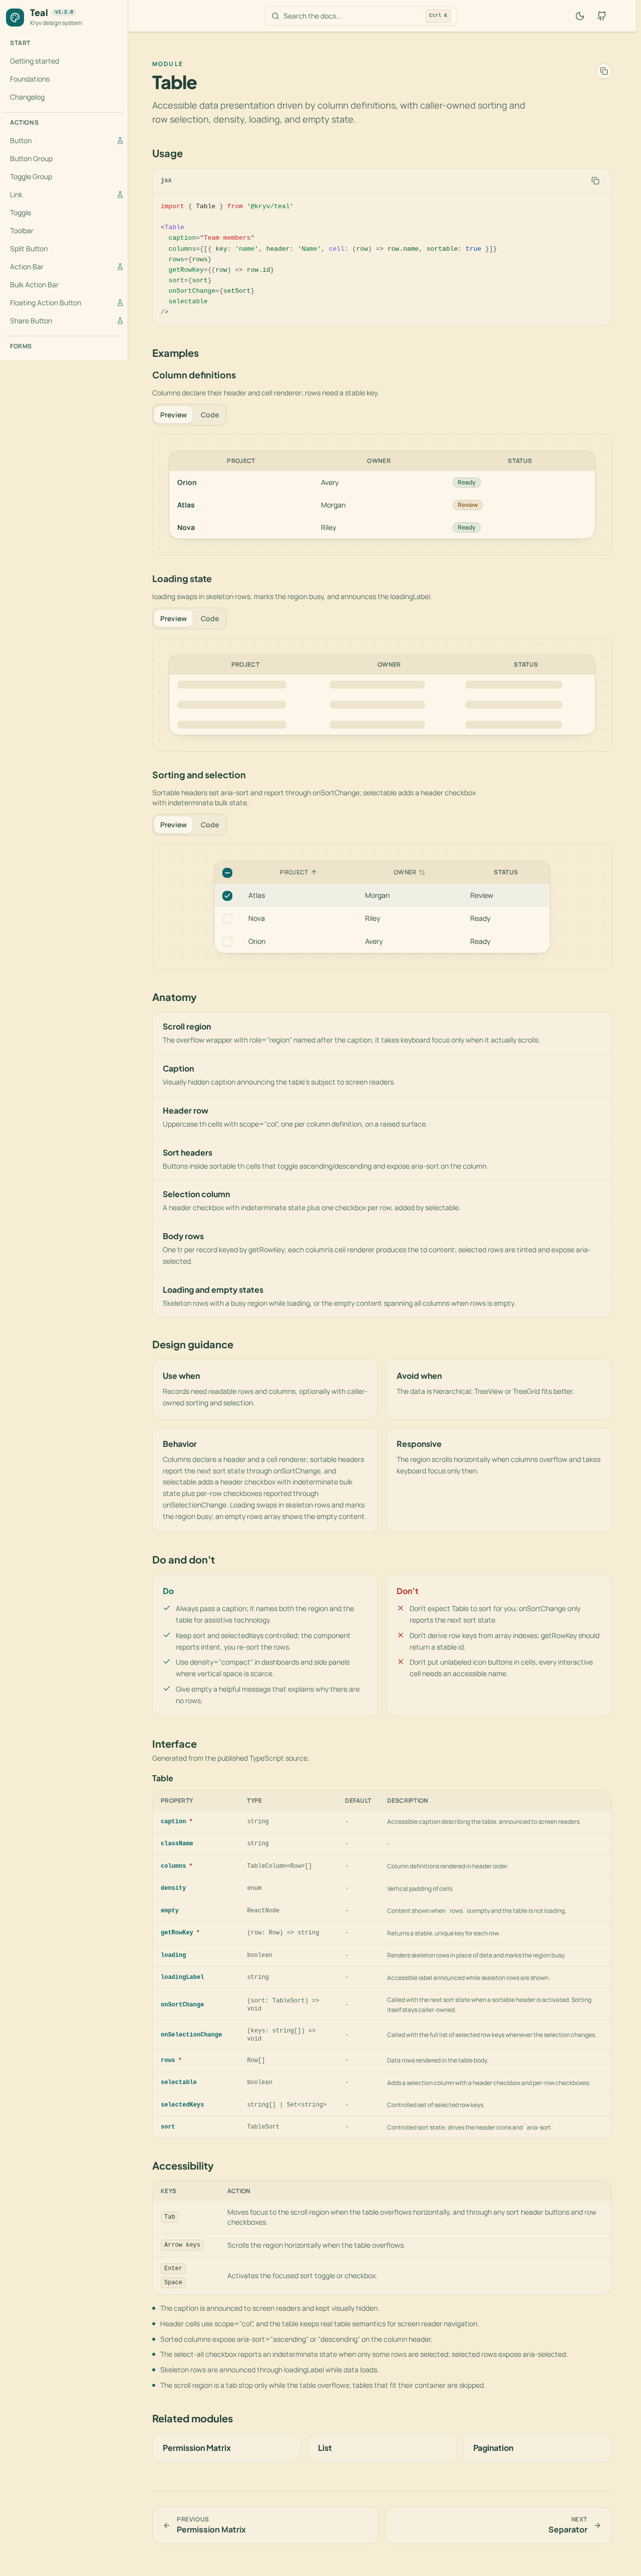 Teal v1.2.0
Kryv design system
Search the docs...
Ctrl K
START
Getting started
Foundations
Changelog
ACTIONS
Button
Button Group
Toggle Group
Link
Toggle
Toolbar
Split Button
Action Bar
Bulk Action Bar
Floating Action Button
Share Button
FORMS
MODULE
Table
Accessible data presentation driven by column definitions, with caller-owned sorting and
row selection, density, loading, and empty state.
Usage
jsx
import { Table } from '@kryv/teal'
<Table
caption="Team members"
columns={[{ key: 'name', header: 'Name', cell: (row) => row.name, sortable: true }]}
rows={rows}
getRowKey={(row) => row.id}
sort={sort}
onSortChange={setSort}
selectable
/>
Examples
Column definitions
Columns declare their header and cell renderer; rows need a stable key.
Preview Code
PROJECT OWNER STATUS
Orion Avery Ready
Atlas Morgan Review
Nova Riley Ready
Loading state
loading swaps in skeleton rows, marks the region busy, and announces the loadingLabel.
Preview Code
PROJECT OWNER STATUS
Sorting and selection
Sortable headers set aria-sort and report through onSortChange; selectable adds a header checkbox
with indeterminate bulk state.
Preview Code
PROJECT OWNER STATUS
Atlas Morgan Review
Nova Riley Ready
Orion Avery Ready
Anatomy
Scroll region
The overflow wrapper with role="region" named after the caption; it takes keyboard focus only when it actually scrolls.
Caption
Visually hidden caption announcing the table's subject to screen readers.
Header row
Uppercase th cells with scope="col", one per column definition, on a raised surface.
Sort headers
Buttons inside sortable th cells that toggle ascending/descending and expose aria-sort on the column.
Selection column
A header checkbox with indeterminate state plus one checkbox per row, added by selectable.
Body rows
One tr per record keyed by getRowKey; each column's cell renderer produces the td content; selected rows are tinted and expose aria-
selected.
Loading and empty states
Skeleton rows with a busy region while loading, or the empty content spanning all columns when rows is empty.
Design guidance
Use when
Records need readable rows and columns, optionally with caller-
owned sorting and selection.
Avoid when
The data is hierarchical; TreeView or TreeGrid fits better.
Behavior
Columns declare a header and a cell renderer; sortable headers
report the next sort state through onSortChange, and
selectable adds a header checkbox with indeterminate bulk
state plus per-row checkboxes reported through
onSelectionChange. Loading swaps in skeleton rows and marks
the region busy; an empty rows array shows the empty content.
Responsive
The region scrolls horizontally when columns overflow and takes
keyboard focus only then.
Do and don't
Do
Always pass a caption; it names both the region and the
table for assistive technology.
Keep sort and selectedKeys controlled; the component
reports intent, you re-sort the rows.
Use density="compact" in dashboards and side panels
where vertical space is scarce.
Give empty a helpful message that explains why there are
no rows.
Don't
Don't expect Table to sort for you; onSortChange only
reports the next sort state.
Don't derive row keys from array indexes; getRowKey should
return a stable id.
Don't put unlabeled icon buttons in cells; every interactive
cell needs an accessible name.
Interface
Generated from the published TypeScript source.
Table
PROPERTY TYPE DEFAULT DESCRIPTION
caption * string - Accessible caption describing the table, announced to screen readers.
className string - -
columns * TableColumn<Row>[] - Column definitions rendered in header order.
density enum - Vertical padding of cells.
empty ReactNode - Content shown when `rows` is empty and the table is not loading.
getRowKey * (row: Row) => string - Returns a stable, unique key for each row.
loading boolean - Renders skeleton rows in place of data and marks the region busy.
loadingLabel string - Accessible label announced while skeleton rows are shown.
onSortChange (sort: TableSort) => void - Called with the next sort state when a sortable header is activated. Sorting itself stays caller-owned.
onSelectionChange (keys: string[]) => void - Called with the full list of selected row keys whenever the selection changes.
rows * Row[] - Data rows rendered in the table body.
selectable boolean - Adds a selection column with a header checkbox and per-row checkboxes.
selectedKeys string[] | Set<string> - Controlled set of selected row keys.
sort TableSort - Controlled sort state; drives the header icons and `aria-sort`.
Accessibility
KEYS ACTION
Tab Moves focus to the scroll region when the table overflows horizontally, and through any sort header buttons and row checkboxes.
Arrow keys Scrolls the region horizontally when the table overflows.
Enter
Space
Activates the focused sort toggle or checkbox.
The caption is announced to screen readers and kept visually hidden.
Header cells use scope="col", and the table keeps real table semantics for screen reader navigation.
Sorted columns expose aria-sort="ascending" or "descending" on the column header.
The select-all checkbox reports an indeterminate state when only some rows are selected; selected rows expose aria-selected.
Skeleton rows are announced through loadingLabel while data loads.
The scroll region is a tab stop only while the table overflows; tables that fit their container are skipped.
Related modules
Permission Matrix
List
Pagination
PREVIOUS
Permission Matrix
NEXT
Separator